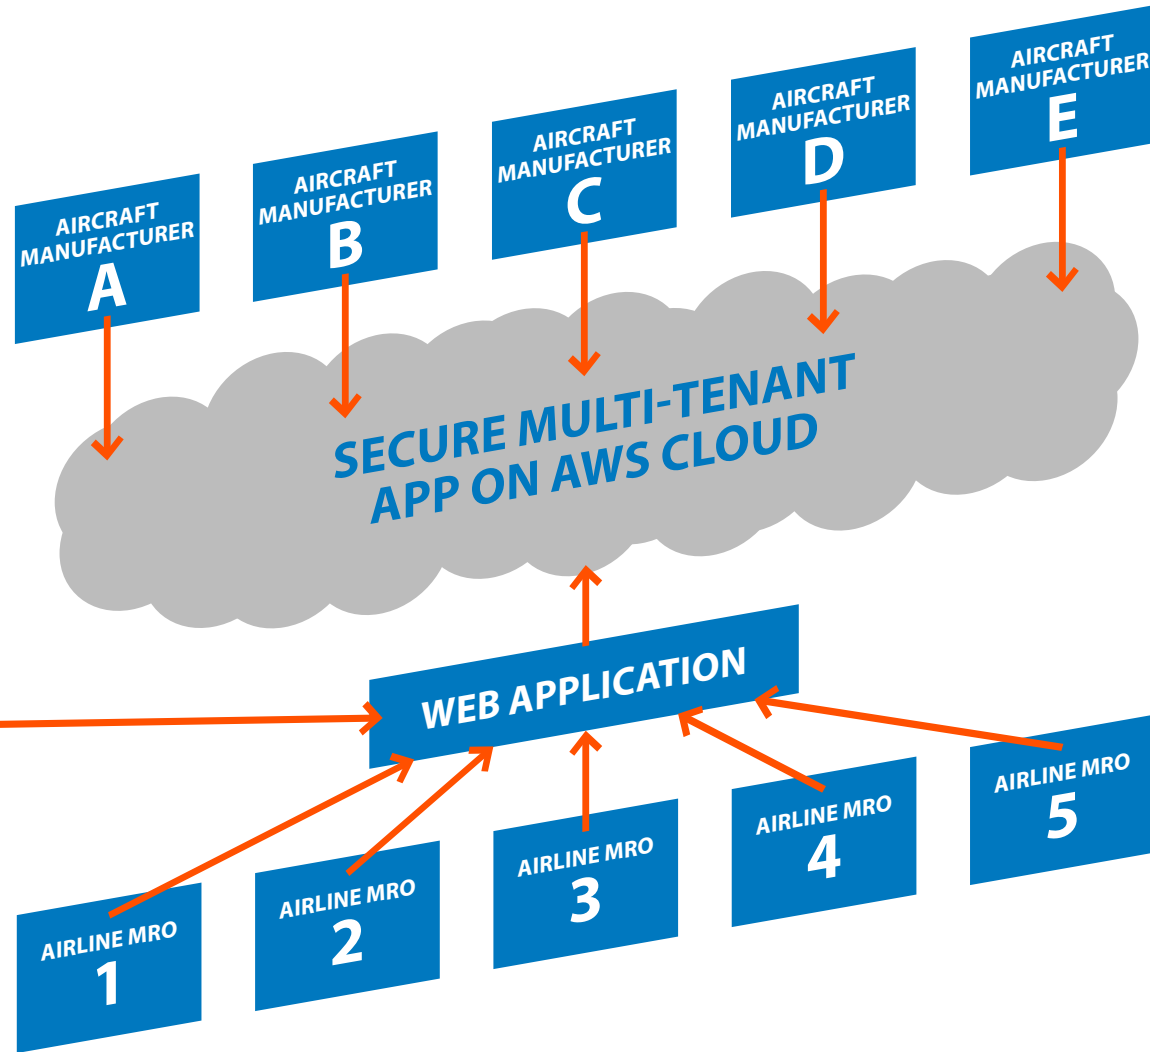 AIRCRAFT
MANUFACTURER
A
AIRCRAFT
MANUFACTURER
B
AIRCRAFT
MANUFACTURER
C
AIRCRAFT
MANUFACTURER
D
AIRCRAFT
MANUFACTURER
E
SECURE MULTI-TENANT
APP ON AWS CLOUD
WEB APPLICATION
AIRLINE MRO
1
AIRLINE MRO
2
AIRLINE MRO
3
AIRLINE MRO
4
AIRLINE MRO
5